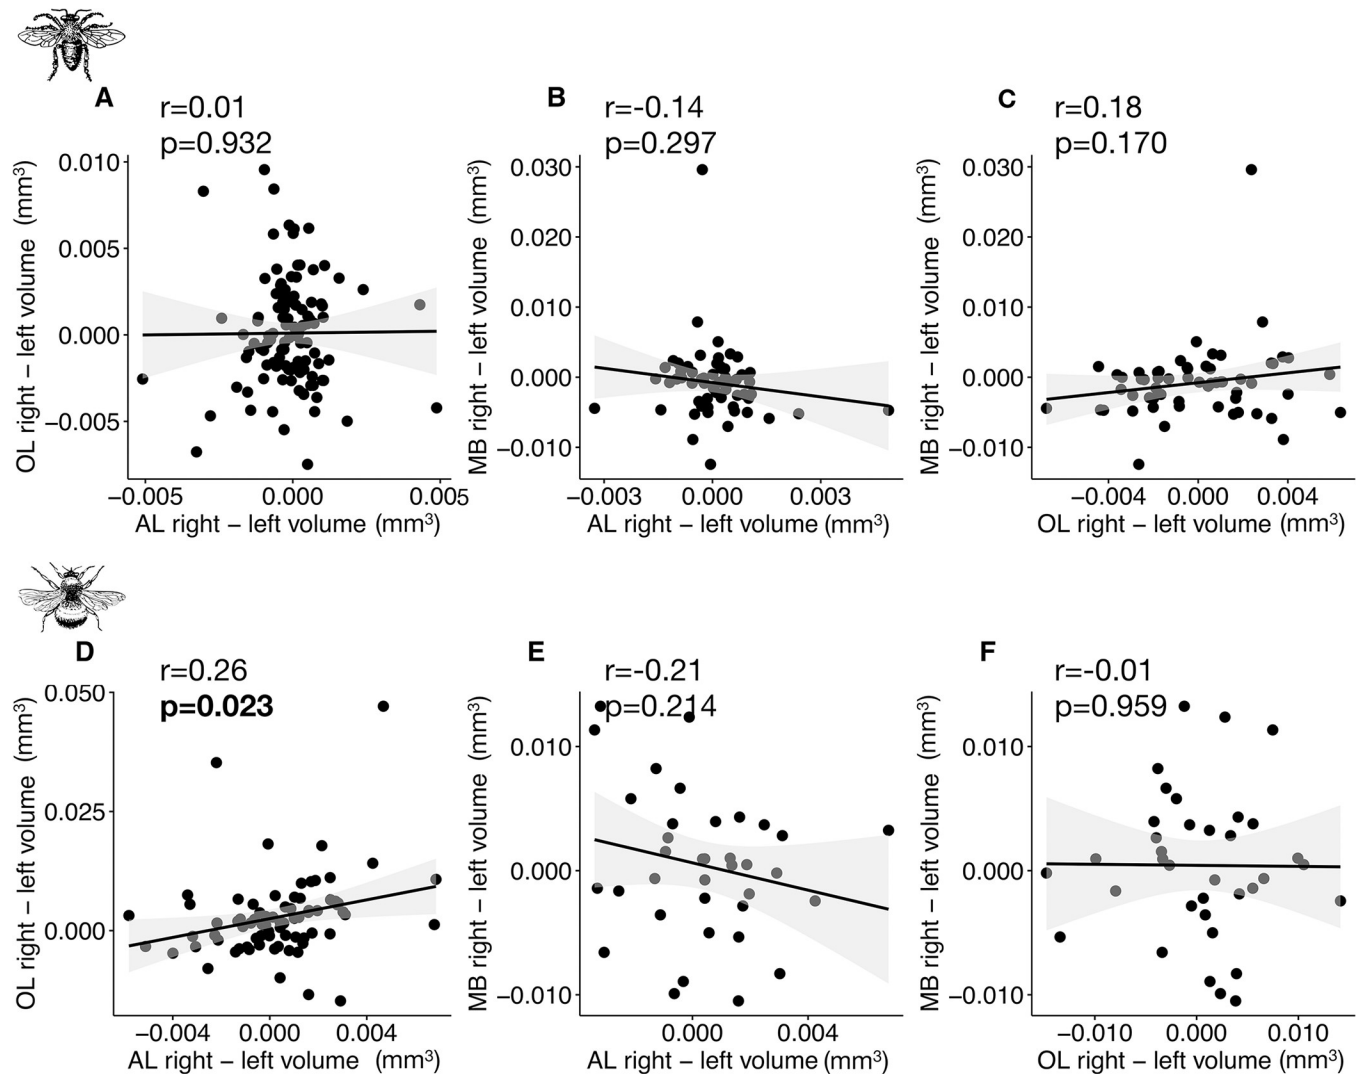 A
r=0.01
p=0.932
OL right – left volume (mm³)
0.010
0.005
0.000
−0.005
−0.005
0.000
0.005
AL right – left volume (mm³)
B
r=-0.14
p=0.297
MB right – left volume (mm³)
0.030
0.020
0.010
0.000
−0.010
−0.003
0.000
0.003
AL right – left volume (mm³)
C
r=0.18
p=0.170
MB right – left volume (mm³)
0.030
0.020
0.010
0.000
−0.010
−0.004
0.000
0.004
OL right – left volume (mm³)
D
r=0.26
p=0.023
OL right – left volume (mm³)
0.050
0.025
0.000
−0.004
0.000
0.004
AL right – left volume (mm³)
E
r=-0.21
p=0.214
MB right – left volume (mm³)
0.010
0.000
−0.010
0.000
0.004
AL right – left volume (mm³)
F
r=-0.01
p=0.959
MB right – left volume (mm³)
0.010
0.000
−0.010
−0.010
0.000
0.010
OL right – left volume (mm³)